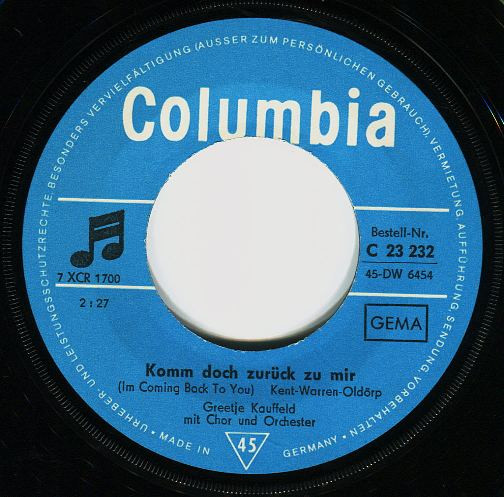 URHEBER- UND LEISTUNGSSCHUTZRECHTE, BESONDERS VERVIELFÄLTIGUNG (AUSSER ZUM PERSÖNLICHEN GEBRAUCH), VERMIETUNG, AUFFÜHRUNG, SENDUNG, VORBEHALTEN •
Columbia
7 XCR 1700
2 : 27
Bestell-Nr.
C 23 232
45-DW 6454
GEMA
Komm doch zurück zu mir
(Im Coming Back To You) Kent-Warren-Oldörp
Greetje Kauffeld
mit Chor und Orchester
• MADE IN
45
GERMANY •